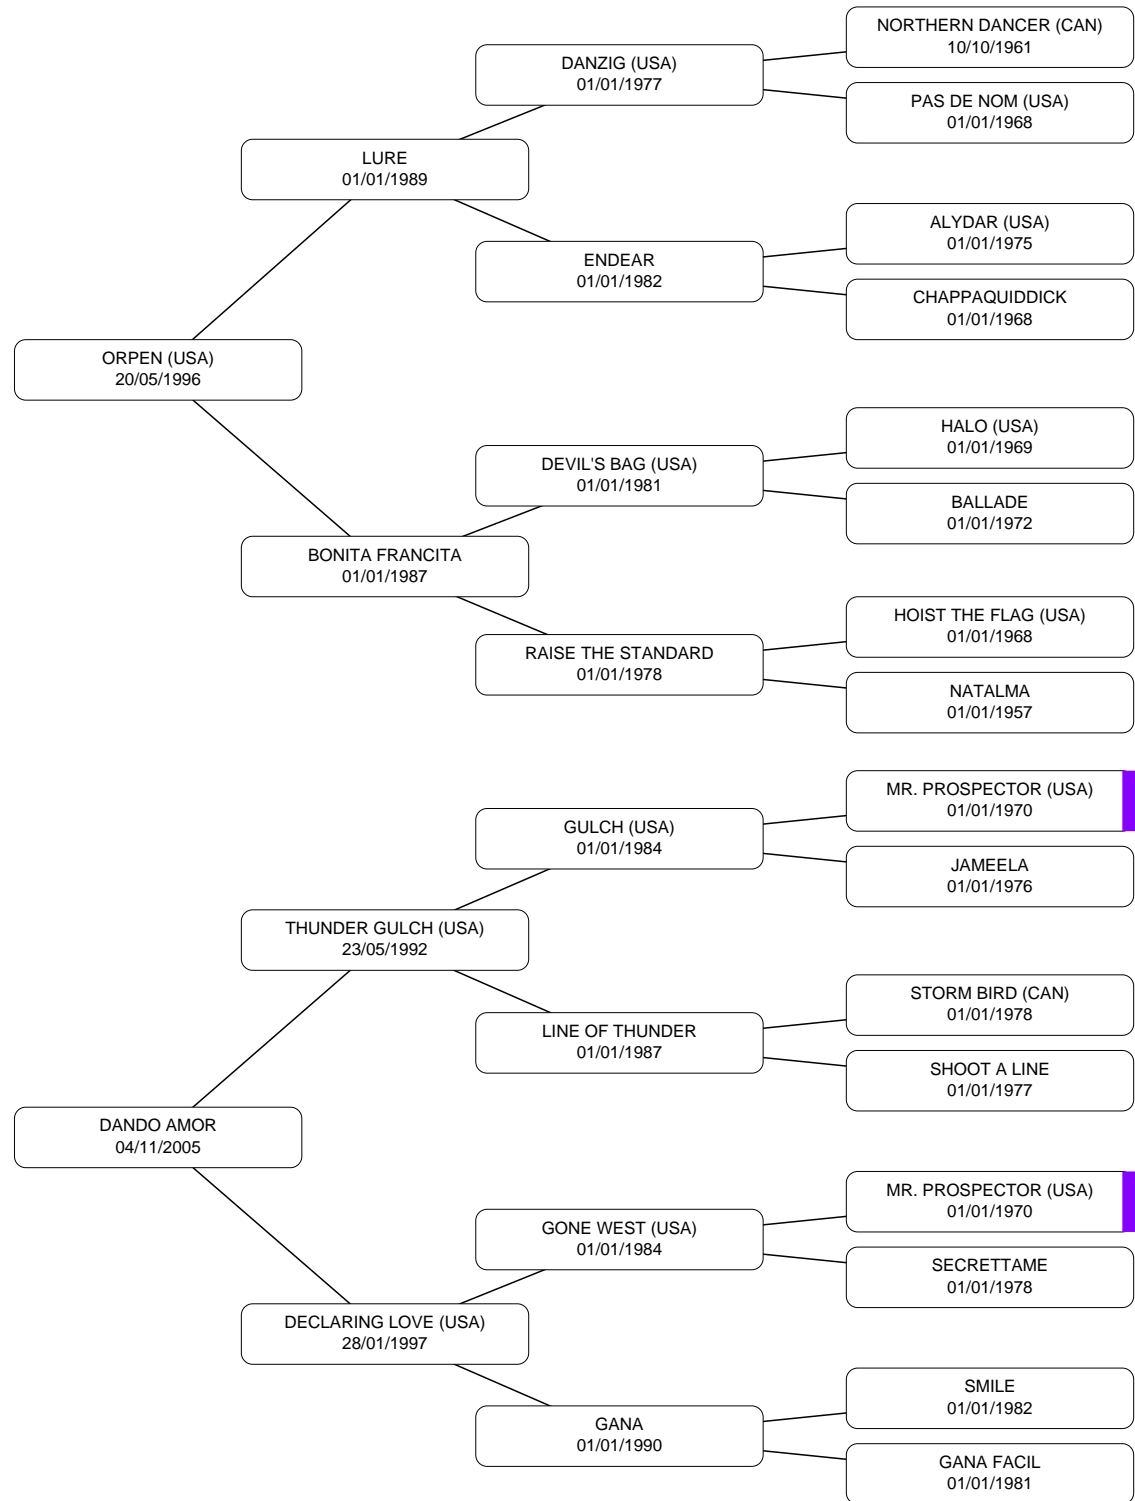 NORTHERN DANCER (CAN)
10/10/1961
DANZIG (USA)
01/01/1977
PAS DE NOM (USA)
01/01/1968
LURE
01/01/1989
ALYDAR (USA)
01/01/1975
ENDEAR
01/01/1982
CHAPPAQUIDDICK
01/01/1968
ORPEN (USA)
20/05/1996
HALO (USA)
01/01/1969
DEVIL'S BAG (USA)
01/01/1981
BALLADE
01/01/1972
BONITA FRANCITA
01/01/1987
HOIST THE FLAG (USA)
01/01/1968
RAISE THE STANDARD
01/01/1978
NATALMA
01/01/1957
MR. PROSPECTOR (USA)
01/01/1970
GULCH (USA)
01/01/1984
JAMEELA
01/01/1976
THUNDER GULCH (USA)
23/05/1992
STORM BIRD (CAN)
01/01/1978
LINE OF THUNDER
01/01/1987
SHOOT A LINE
01/01/1977
DANDO AMOR
04/11/2005
MR. PROSPECTOR (USA)
01/01/1970
GONE WEST (USA)
01/01/1984
SECRETTAME
01/01/1978
DECLARING LOVE (USA)
28/01/1997
SMILE
01/01/1982
GANA
01/01/1990
GANA FACIL
01/01/1981